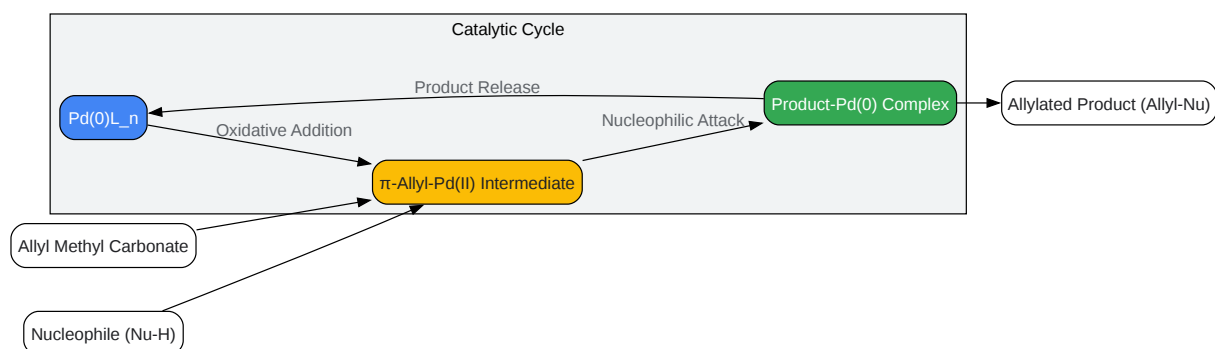 Catalytic Cycle
Product Release
Product-Pd(0) Complex
Allylated Product (Allyl-Nu)
Pd(0)L_n
Oxidative Addition
Nucleophilic Attack
π-Allyl-Pd(II) Intermediate
Allyl Methyl Carbonate
Nucleophile (Nu-H)